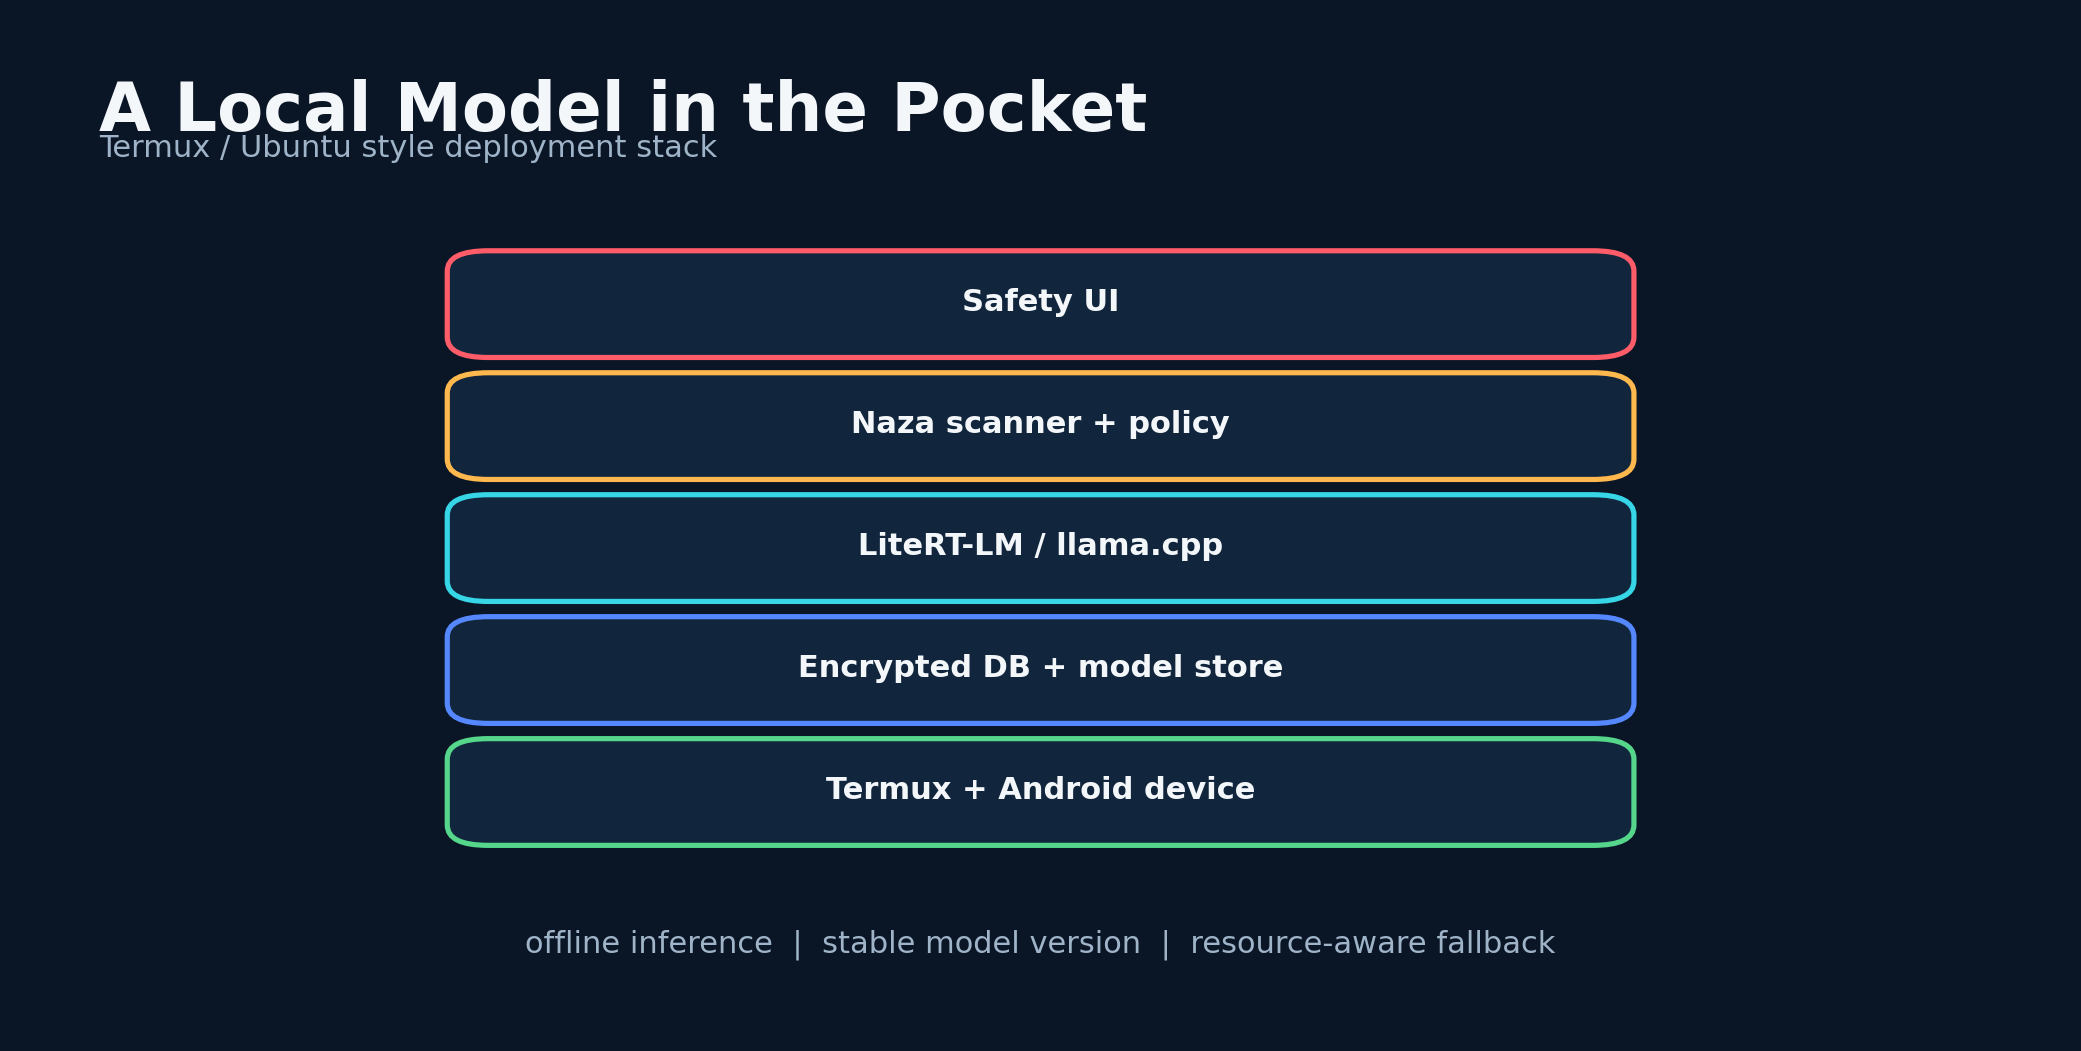 A Local Model in the Pocket
Termux / Ubuntu style deployment stack
Safety UI
Naza scanner + policy
LiteRT-LM / llama.cpp
Encrypted DB + model store
Termux + Android device
offline inference | stable model version | resource-aware fallback